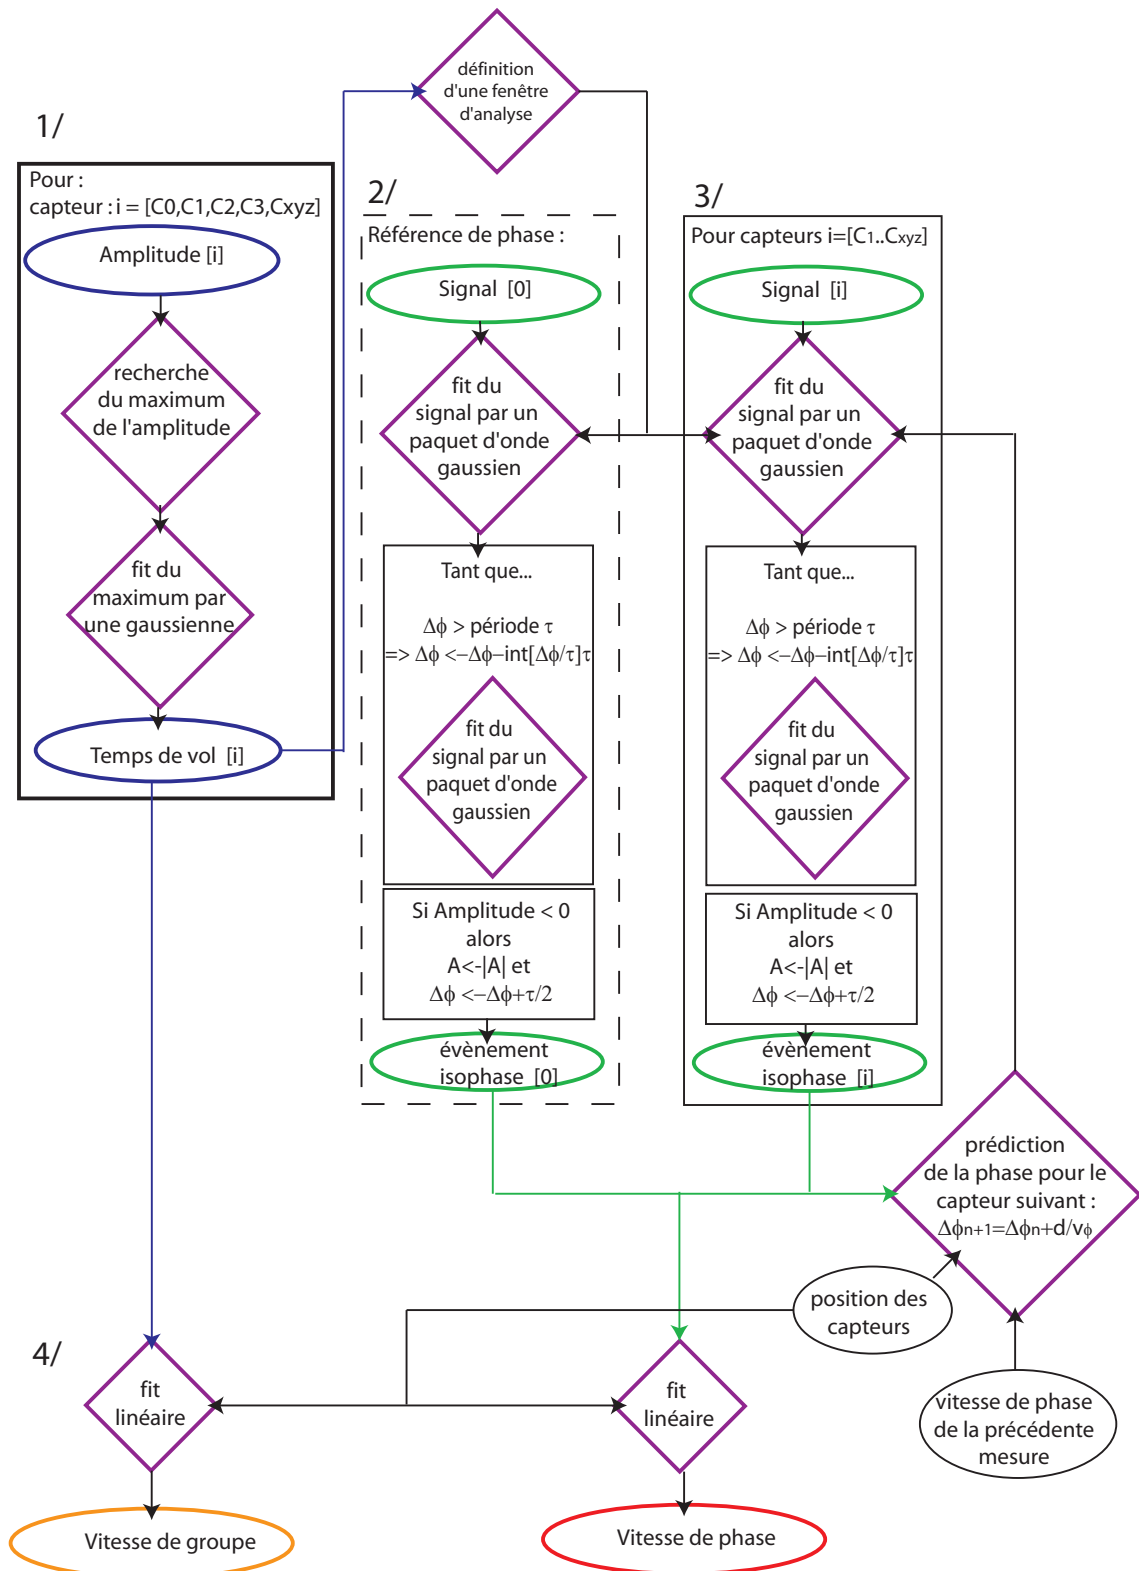 définition
d'une fenêtre
d'analyse
1/
Pour :
capteur : i = [C0,C1,C2,C3,Cxyz]
Amplitude [i]
recherche
du maximum
de l'amplitude
fit du
maximum par
une gaussienne
Temps de vol [i]
2/
Référence de phase :
Signal [0]
fit du
signal par un
paquet d'onde
gaussien
Tant que...
Δϕ > période τ
=> Δϕ <−Δϕ−int[Δϕ/τ]τ
fit du
signal par un
paquet d'onde
gaussien
Si Amplitude < 0
alors
A<-|A| et
Δϕ <−Δϕ+τ/2
évènement
isophase [0]
3/
Pour capteurs i=[C1..Cxyz]
Signal [i]
fit du
signal par un
paquet d'onde
gaussien
Tant que...
Δϕ > période τ
=> Δϕ <−Δϕ−int[Δϕ/τ]τ
fit du
signal par un
paquet d'onde
gaussien
Si Amplitude < 0
alors
A<-|A| et
Δϕ <−Δϕ+τ/2
évènement
isophase [i]
prédiction
de la phase pour le
capteur suivant :
Δϕn+1=Δϕn+d/vϕ
position des
capteurs
vitesse de phase
de la précédente
mesure
4/
fit
linéaire
fit
linéaire
Vitesse de groupe
Vitesse de phase